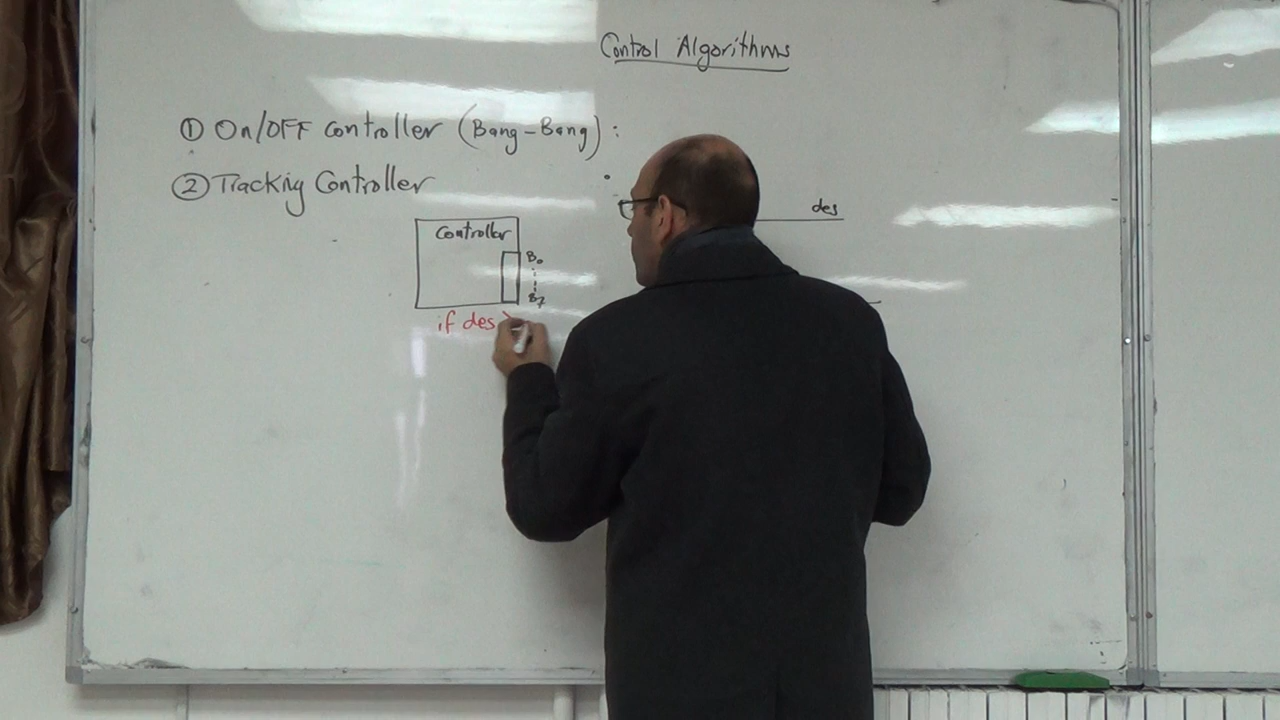 Control Algorithms
① On/OFF Controller (Bang-Bang):
② Tracking Controller
des
Controller
B0
B7
if des >